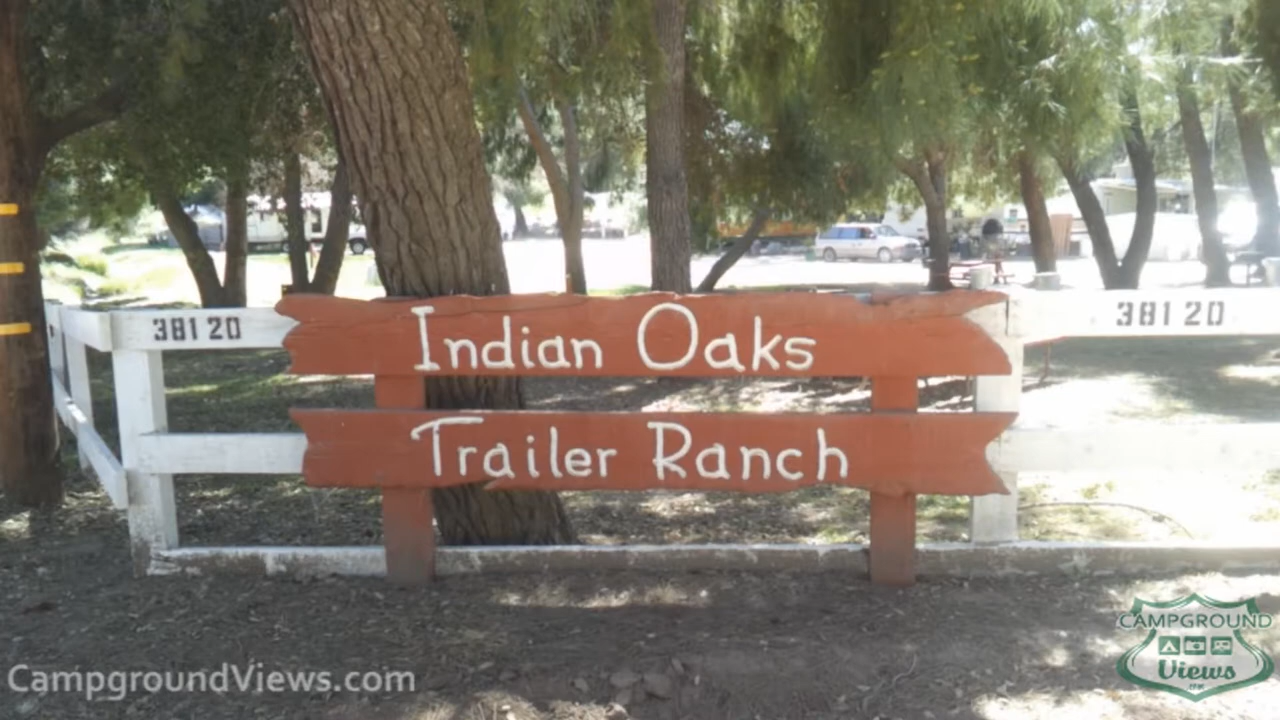 38120
Indian Oaks
38120
Trailer Ranch
CampgroundViews.com
CAMPGROUND
Views